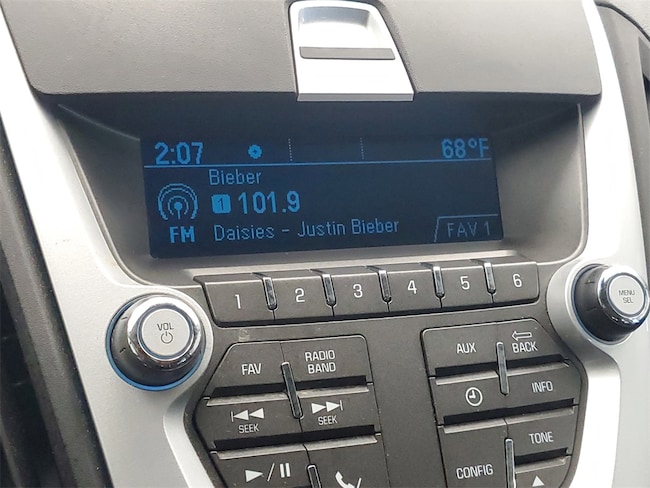 2:07 68°F
Bieber
1 101.9
FM Daisies - Justin Bieber FAV 1
1 2 3 4 5 6
VOL
MENU
SEL
FAV RADIO BAND
AUX BACK
SEEK SEEK
INFO
TONE
CONFIG